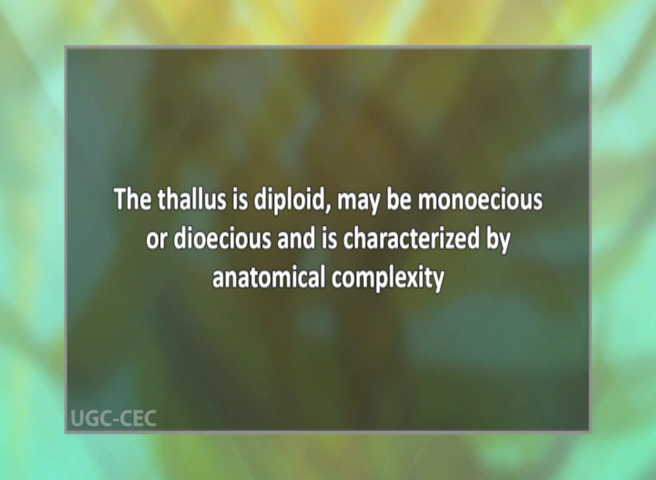 The thallus is diploid, may be monoecious
or dioecious and is characterized by
anatomical complexity
UGC-CEC